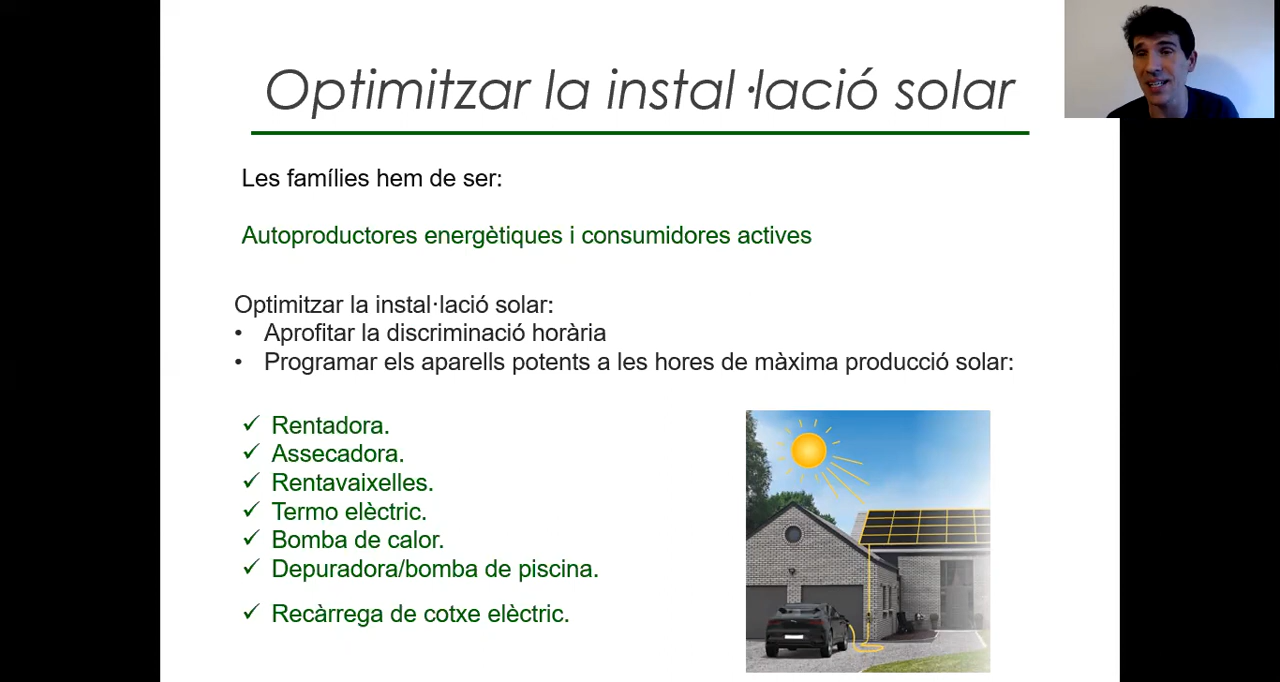 Optimitzar la instal·lació solar
Les famílies hem de ser:
Autoproductores energètiques i consumidores actives
Optimitzar la instal·lació solar:
• Aprofitar la discriminació horària
• Programar els aparells potents a les hores de màxima producció solar:
✓ Rentadora.
✓ Assecadora.
✓ Rentavaixelles.
✓ Termo elèctric.
✓ Bomba de calor.
✓ Depuradora/bomba de piscina.
✓ Recàrrega de cotxe elèctric.